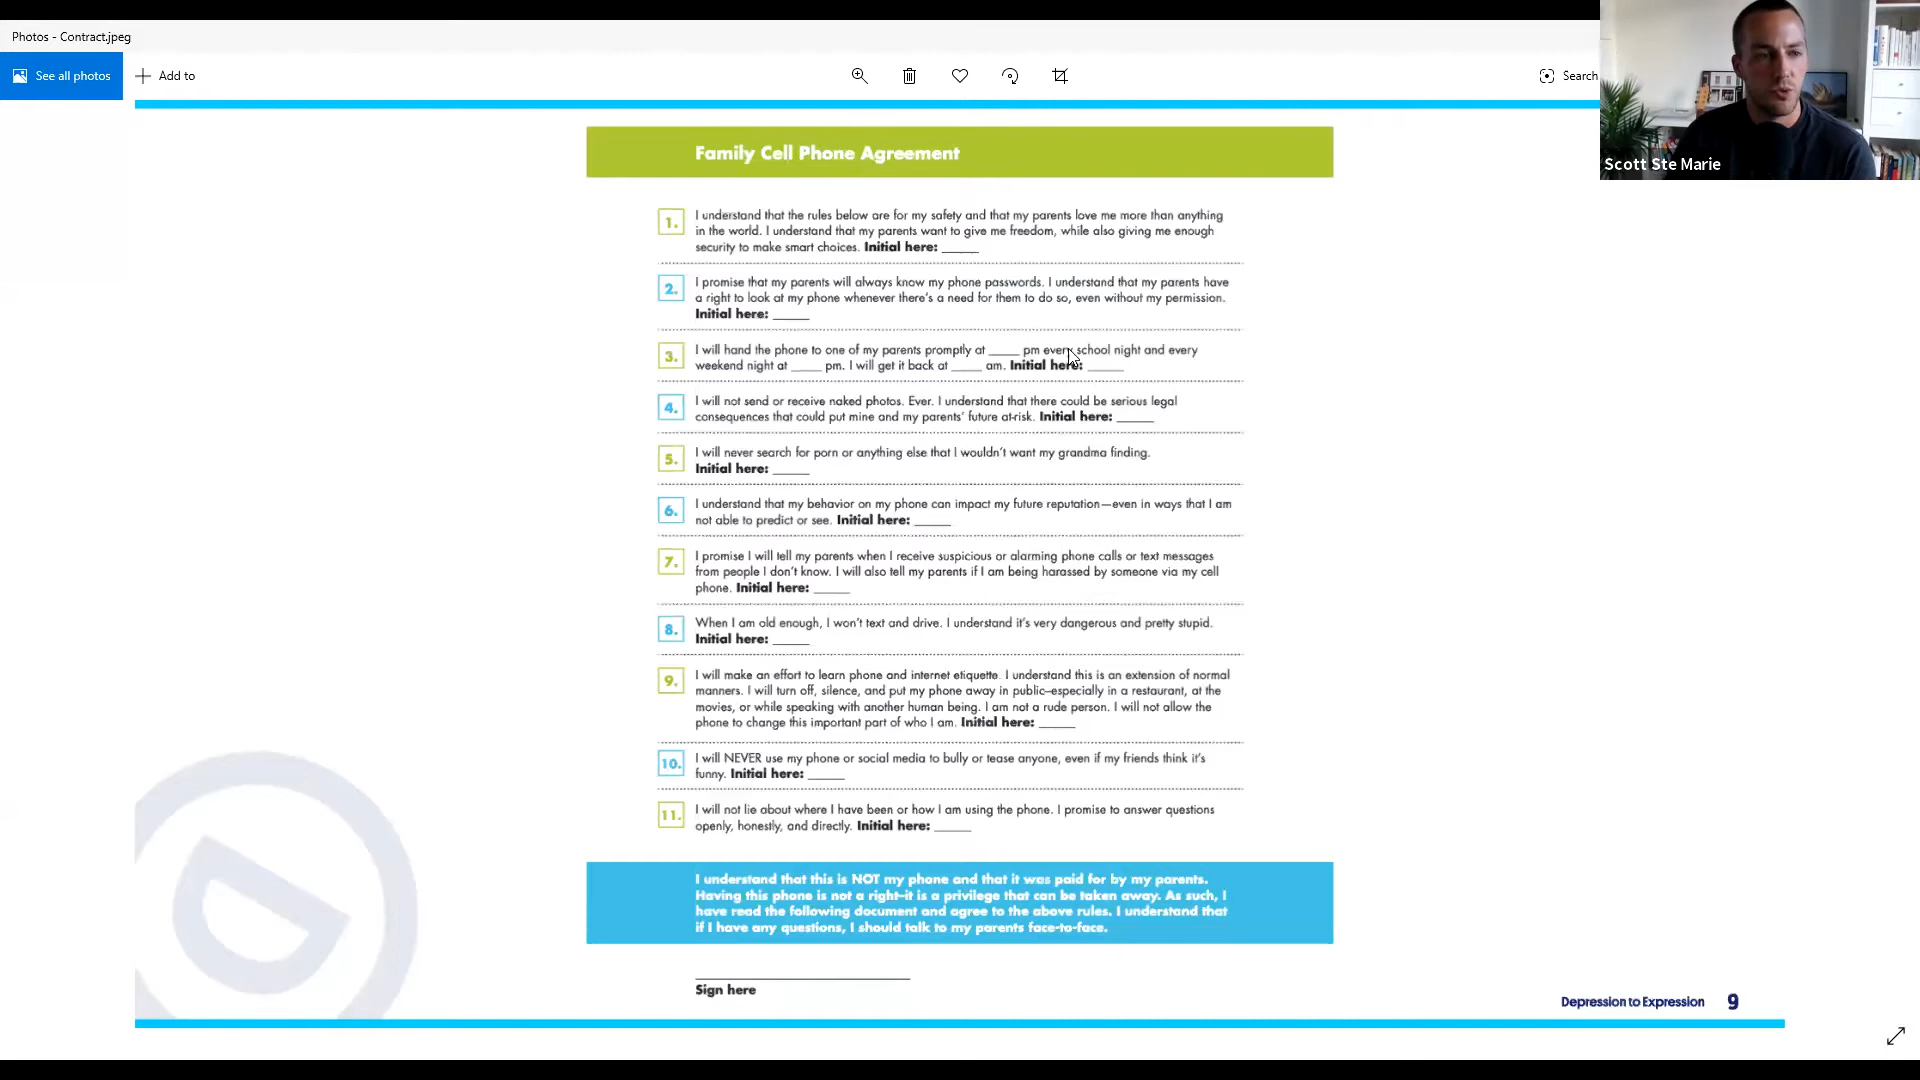 Photos - Contract.jpeg
See all photos
Add to
Search
Scott Ste Marie
Family Cell Phone Agreement
1. I understand that the rules below are for my safety and that my parents love me more than anything
in the world. I understand that my parents want to give me freedom, while also giving me enough
security to make smart choices. Initial here: _____
2. I promise that my parents will always know my phone passwords. I understand that my parents have
a right to look at my phone whenever there's a need for them to do so, even without my permission.
Initial here: _____
3. I will hand the phone to one of my parents promptly at ____ pm every school night and every
weekend night at ____ pm. I will get it back at ____ am. Initial here: _____
4. I will not send or receive naked photos. Ever. I understand that there could be serious legal
consequences that could put mine and my parents' future at-risk. Initial here: _____
5. I will never search for porn or anything else that I wouldn't want my grandma finding.
Initial here: _____
6. I understand that my behavior on my phone can impact my future reputation—even in ways that I am
not able to predict or see. Initial here: _____
7. I promise I will tell my parents when I receive suspicious or alarming phone calls or text messages
from people I don't know. I will also tell my parents if I am being harassed by someone via my cell
phone. Initial here: _____
8. When I am old enough, I won't text and drive. I understand it's very dangerous and pretty stupid.
Initial here: _____
9. I will make an effort to learn phone and internet etiquette. I understand this is an extension of normal
manners. I will turn off, silence, and put my phone away in public–especially in a restaurant, at the
movies, or while speaking with another human being. I am not a rude person. I will not allow the
phone to change this important part of who I am. Initial here: _____
10. I will NEVER use my phone or social media to bully or tease anyone, even if my friends think it's
funny. Initial here: _____
11. I will not lie about where I have been or how I am using the phone. I promise to answer questions
openly, honestly, and directly. Initial here: _____
I understand that this is NOT my phone and that it was paid for by my parents.
Having this phone is not a right–it is a privilege that can be taken away. As such, I
have read the following document and agree to the above rules. I understand that
if I have any questions, I should talk to my parents face-to-face.
Sign here
Depression to Expression 9